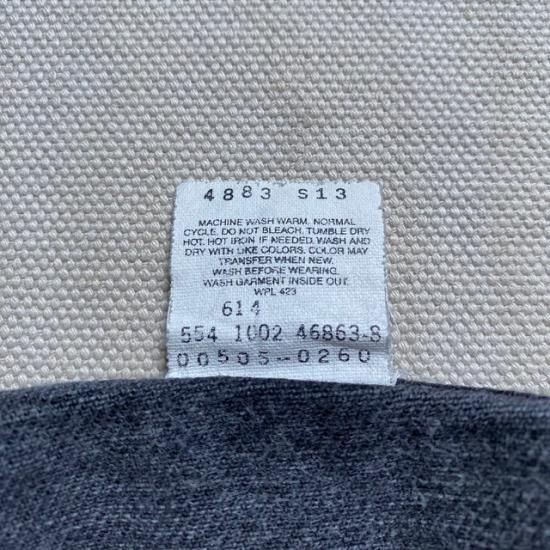 4883 S13
MACHINE WASH WARM. NORMAL
CYCLE. DO NOT BLEACH. TUMBLE DRY
HOT. HOT IRON IF NEEDED. WASH AND
DRY WITH LIKE COLORS. COLOR MAY
TRANSFER WHEN NEW.
WASH BEFORE WEARING.
WASH GARMENT INSIDE OUT.
WPL 423
614
554 1002 46863-8
00505-0260